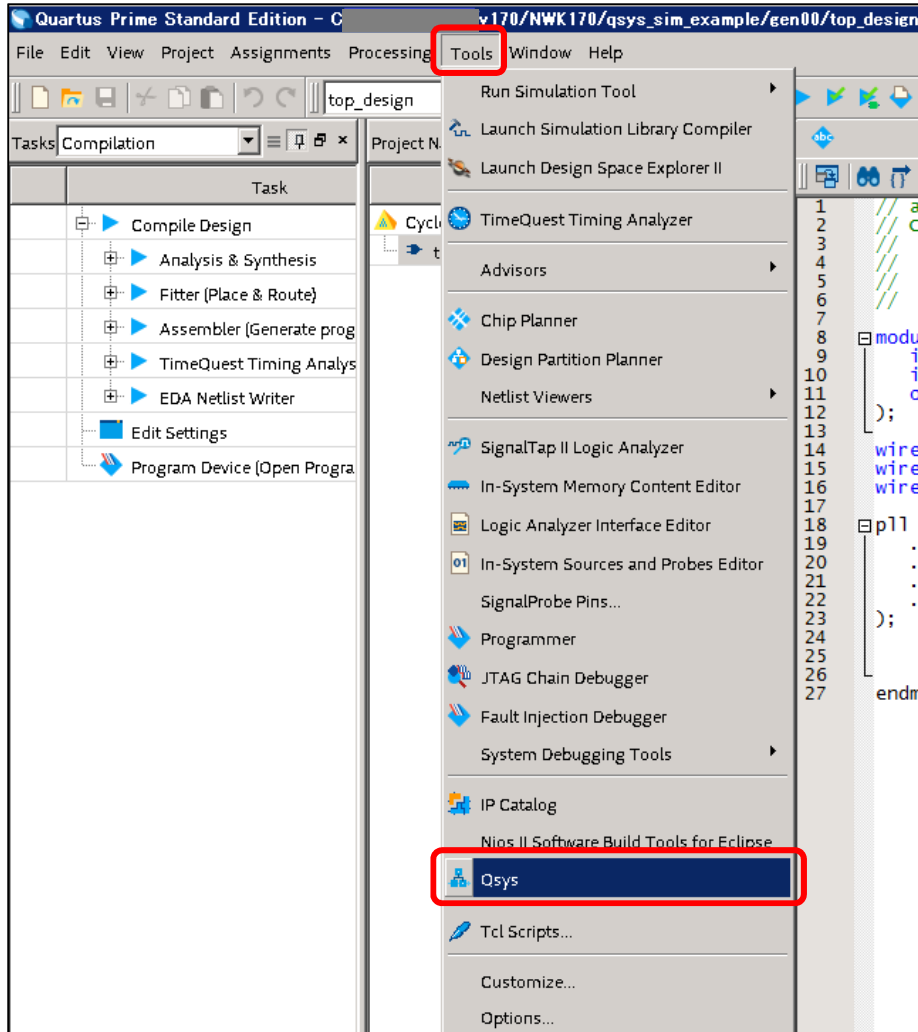 Quartus Prime Standard Edition - C v170/NWK170/qsys_sim_example/gen00/top_design
File Edit View Project Assignments Processing Tools Window Help
top_design
Tasks Compilation
Project N
Task
Compile Design
Analysis & Synthesis
Fitter (Place & Route)
Assembler (Generate prog
TimeQuest Timing Analys
EDA Netlist Writer
Edit Settings
Program Device (Open Progra
Cycl
t
Run Simulation Tool
Launch Simulation Library Compiler
Launch Design Space Explorer II
TimeQuest Timing Analyzer
Advisors
Chip Planner
Design Partition Planner
Netlist Viewers
SignalTap II Logic Analyzer
In-System Memory Content Editor
Logic Analyzer Interface Editor
01 In-System Sources and Probes Editor
SignalProbe Pins...
Programmer
JTAG Chain Debugger
Fault Injection Debugger
System Debugging Tools
IP Catalog
Nios II Software Build Tools for Eclipse
Qsys
Tcl Scripts...
Customize...
Options...
abc
1 // a
2 // C
3 //
4 //
5 //
6 //
7
8 modu
9 i
10 i
11 o
12 );
13
14 wire
15 wire
16 wire
17
18 pll
19 .
20 .
21 .
22 .
23 );
24
25
26
27 endm